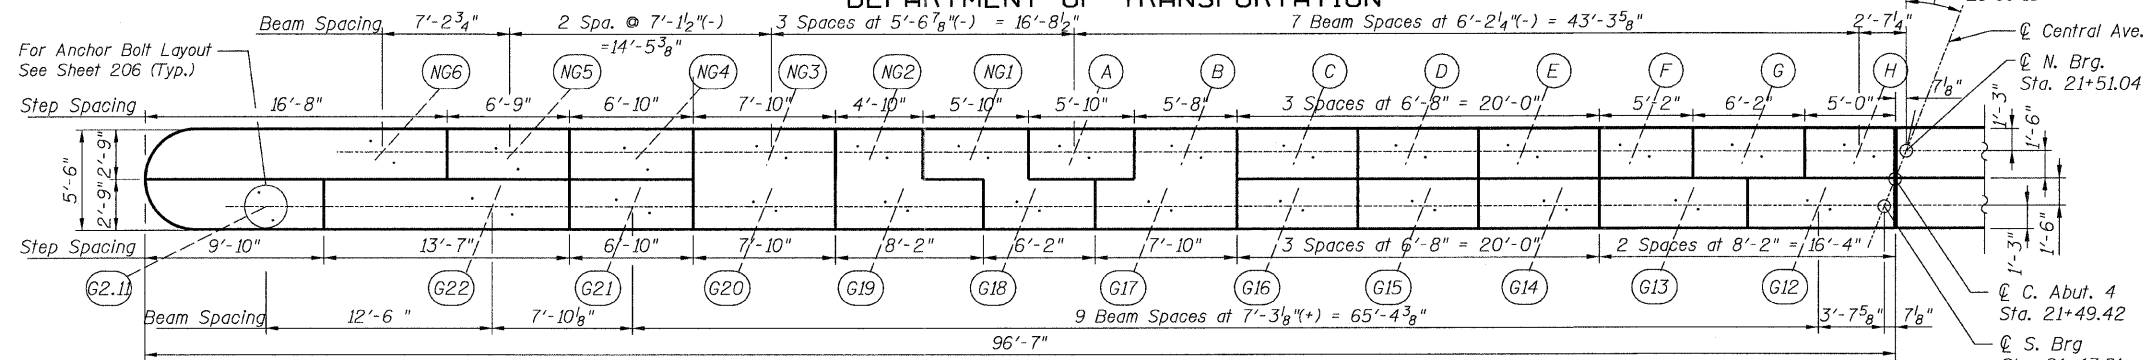 DEPARTMENT OF TRANSPORTATION
Beam Spacing 7'-2¾" 2 Spa. @ 7'-1½"(-) =14'-5⅜" 3 Spaces at 5'-6⅞"(-) = 16'-8½" 7 Beam Spaces at 6'-2¼"(-) = 43'-3⅝" 2'-7¼"
For Anchor Bolt Layout
See Sheet 206 (Typ.)
NG6 NG5 NG4 NG3 NG2 NG1 A B C D E F G H
℄ Central Ave.
℄ N. Brg.
Sta. 21+51.04
Step Spacing 16'-8" 6'-9" 6'-10" 7'-10" 4'-10" 5'-10" 5'-10" 5'-8" 3 Spaces at 6'-8" = 20'-0" 5'-2" 6'-2" 5'-0" 7⅛"
1'-3" 1'-6"
5'-6" 2'-9" 2'-9"
1'-3" 1'-6"
Step Spacing 9'-10" 13'-7" 6'-10" 7'-10" 8'-2" 6'-2" 7'-10" 3 Spaces at 6'-8" = 20'-0" 2 Spaces at 8'-2" = 16'-4"
G2.11 G22 G21 G20 G19 G18 G17 G16 G15 G14 G13 G12
℄ C. Abut. 4
Sta. 21+49.42
Beam Spacing 12'-6" 7'-10⅛" 9 Beam Spaces at 7'-3⅛"(+) = 65'-4⅜" 3'-7⅝" 7⅛"
96'-7"
℄ S. Brg